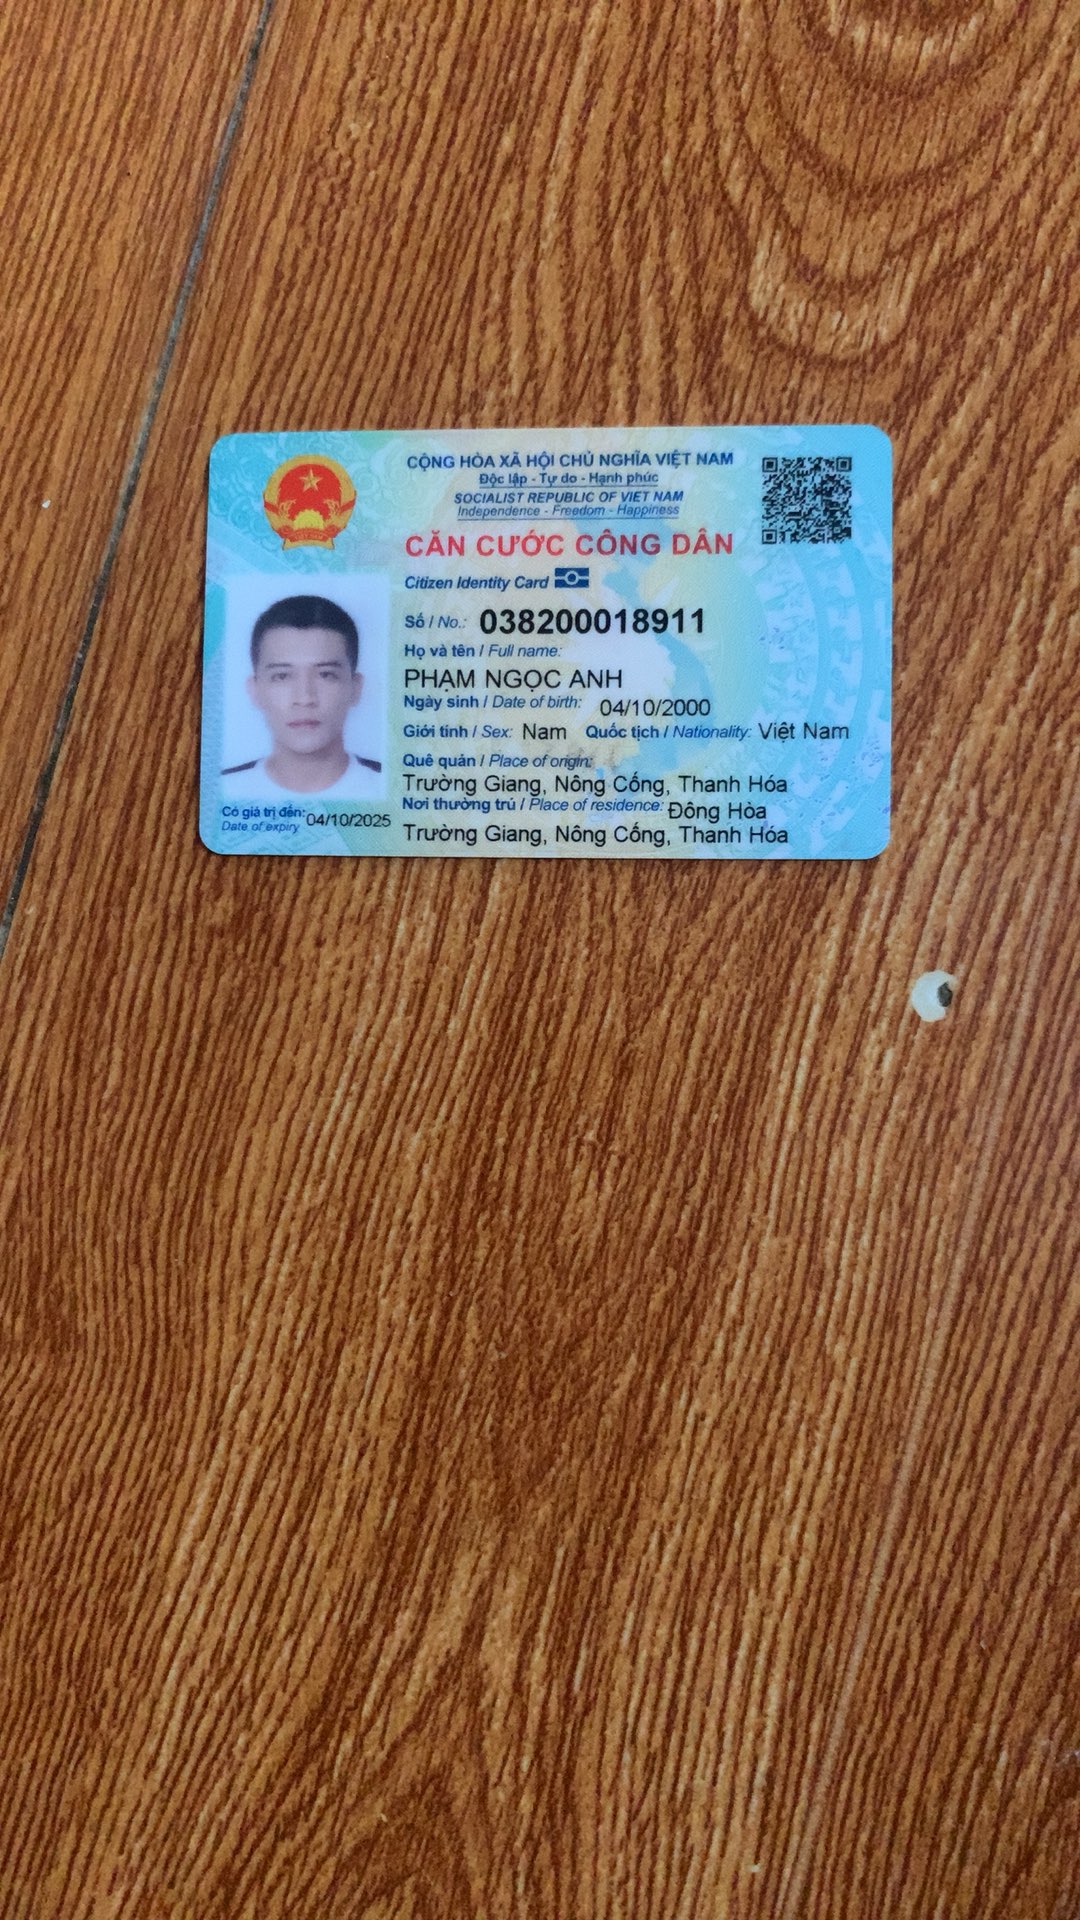 CỘNG HÒA XÃ HỘI CHỦ NGHĨA VIỆT NAM
Độc lập - Tự do - Hạnh phúc
SOCIALIST REPUBLIC OF VIET NAM
Independence - Freedom - Happiness
CĂN CƯỚC CÔNG DÂN
Citizen Identity Card
Số / No.: 038200018911
Họ và tên / Full name:
PHẠM NGỌC ANH
Ngày sinh / Date of birth: 04/10/2000
Giới tính / Sex: Nam Quốc tịch / Nationality: Việt Nam
Quê quán / Place of origin:
Trường Giang, Nông Cống, Thanh Hóa
Nơi thường trú / Place of residence: Đông Hòa
Trường Giang, Nông Cống, Thanh Hóa
Có giá trị đến: 04/10/2025
Date of expiry